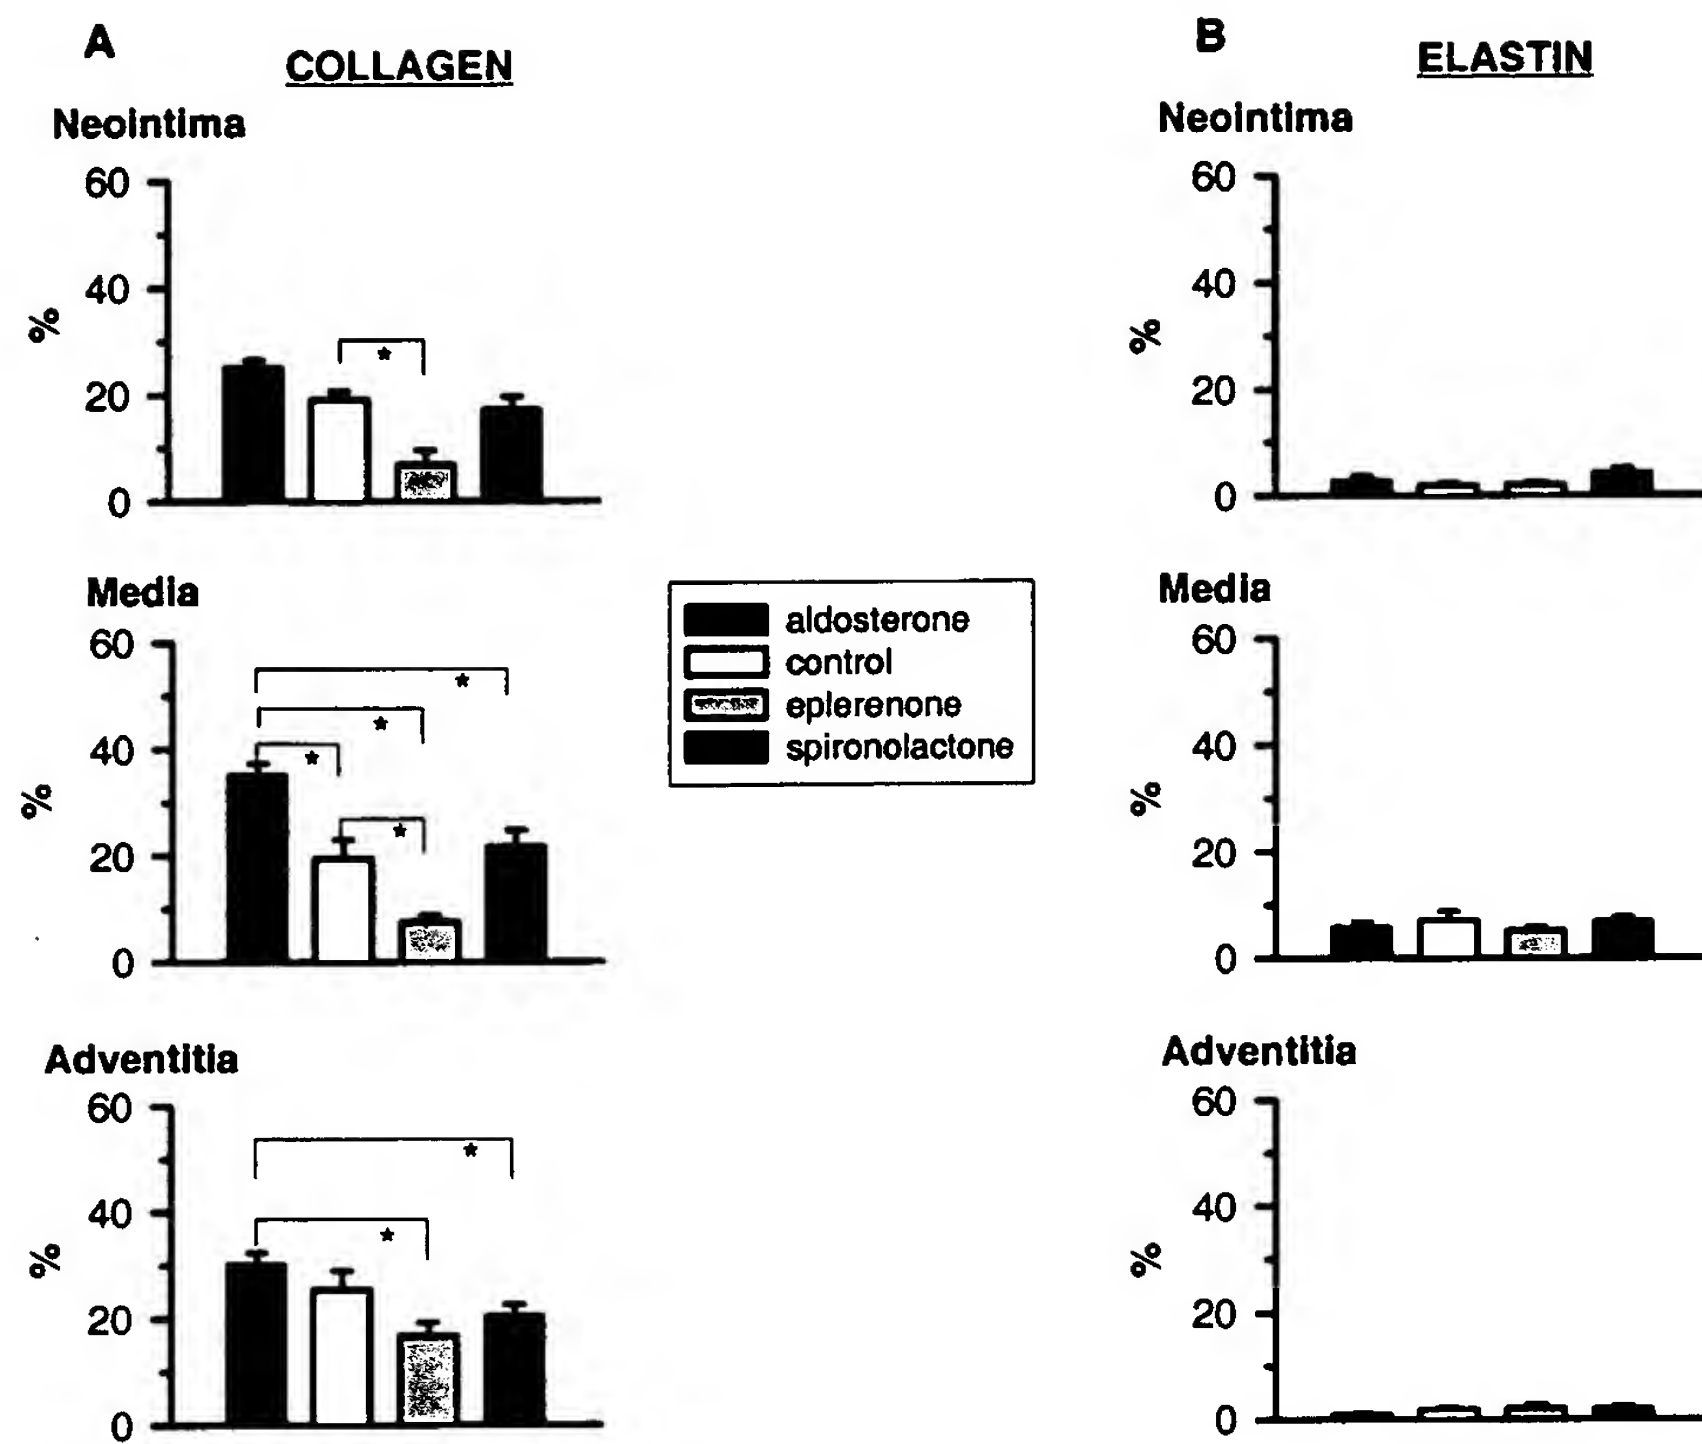 A
COLLAGEN
Neointima
60
40
20
0
%
*
Media
60
40
20
0
%
*
*
*
*
Adventitia
60
40
20
0
%
*
*
aldosterone
control
eplerenone
spironolactone
B
ELASTIN
Neointima
60
40
20
0
%
Media
60
40
20
0
%
Adventitia
60
40
20
0
%